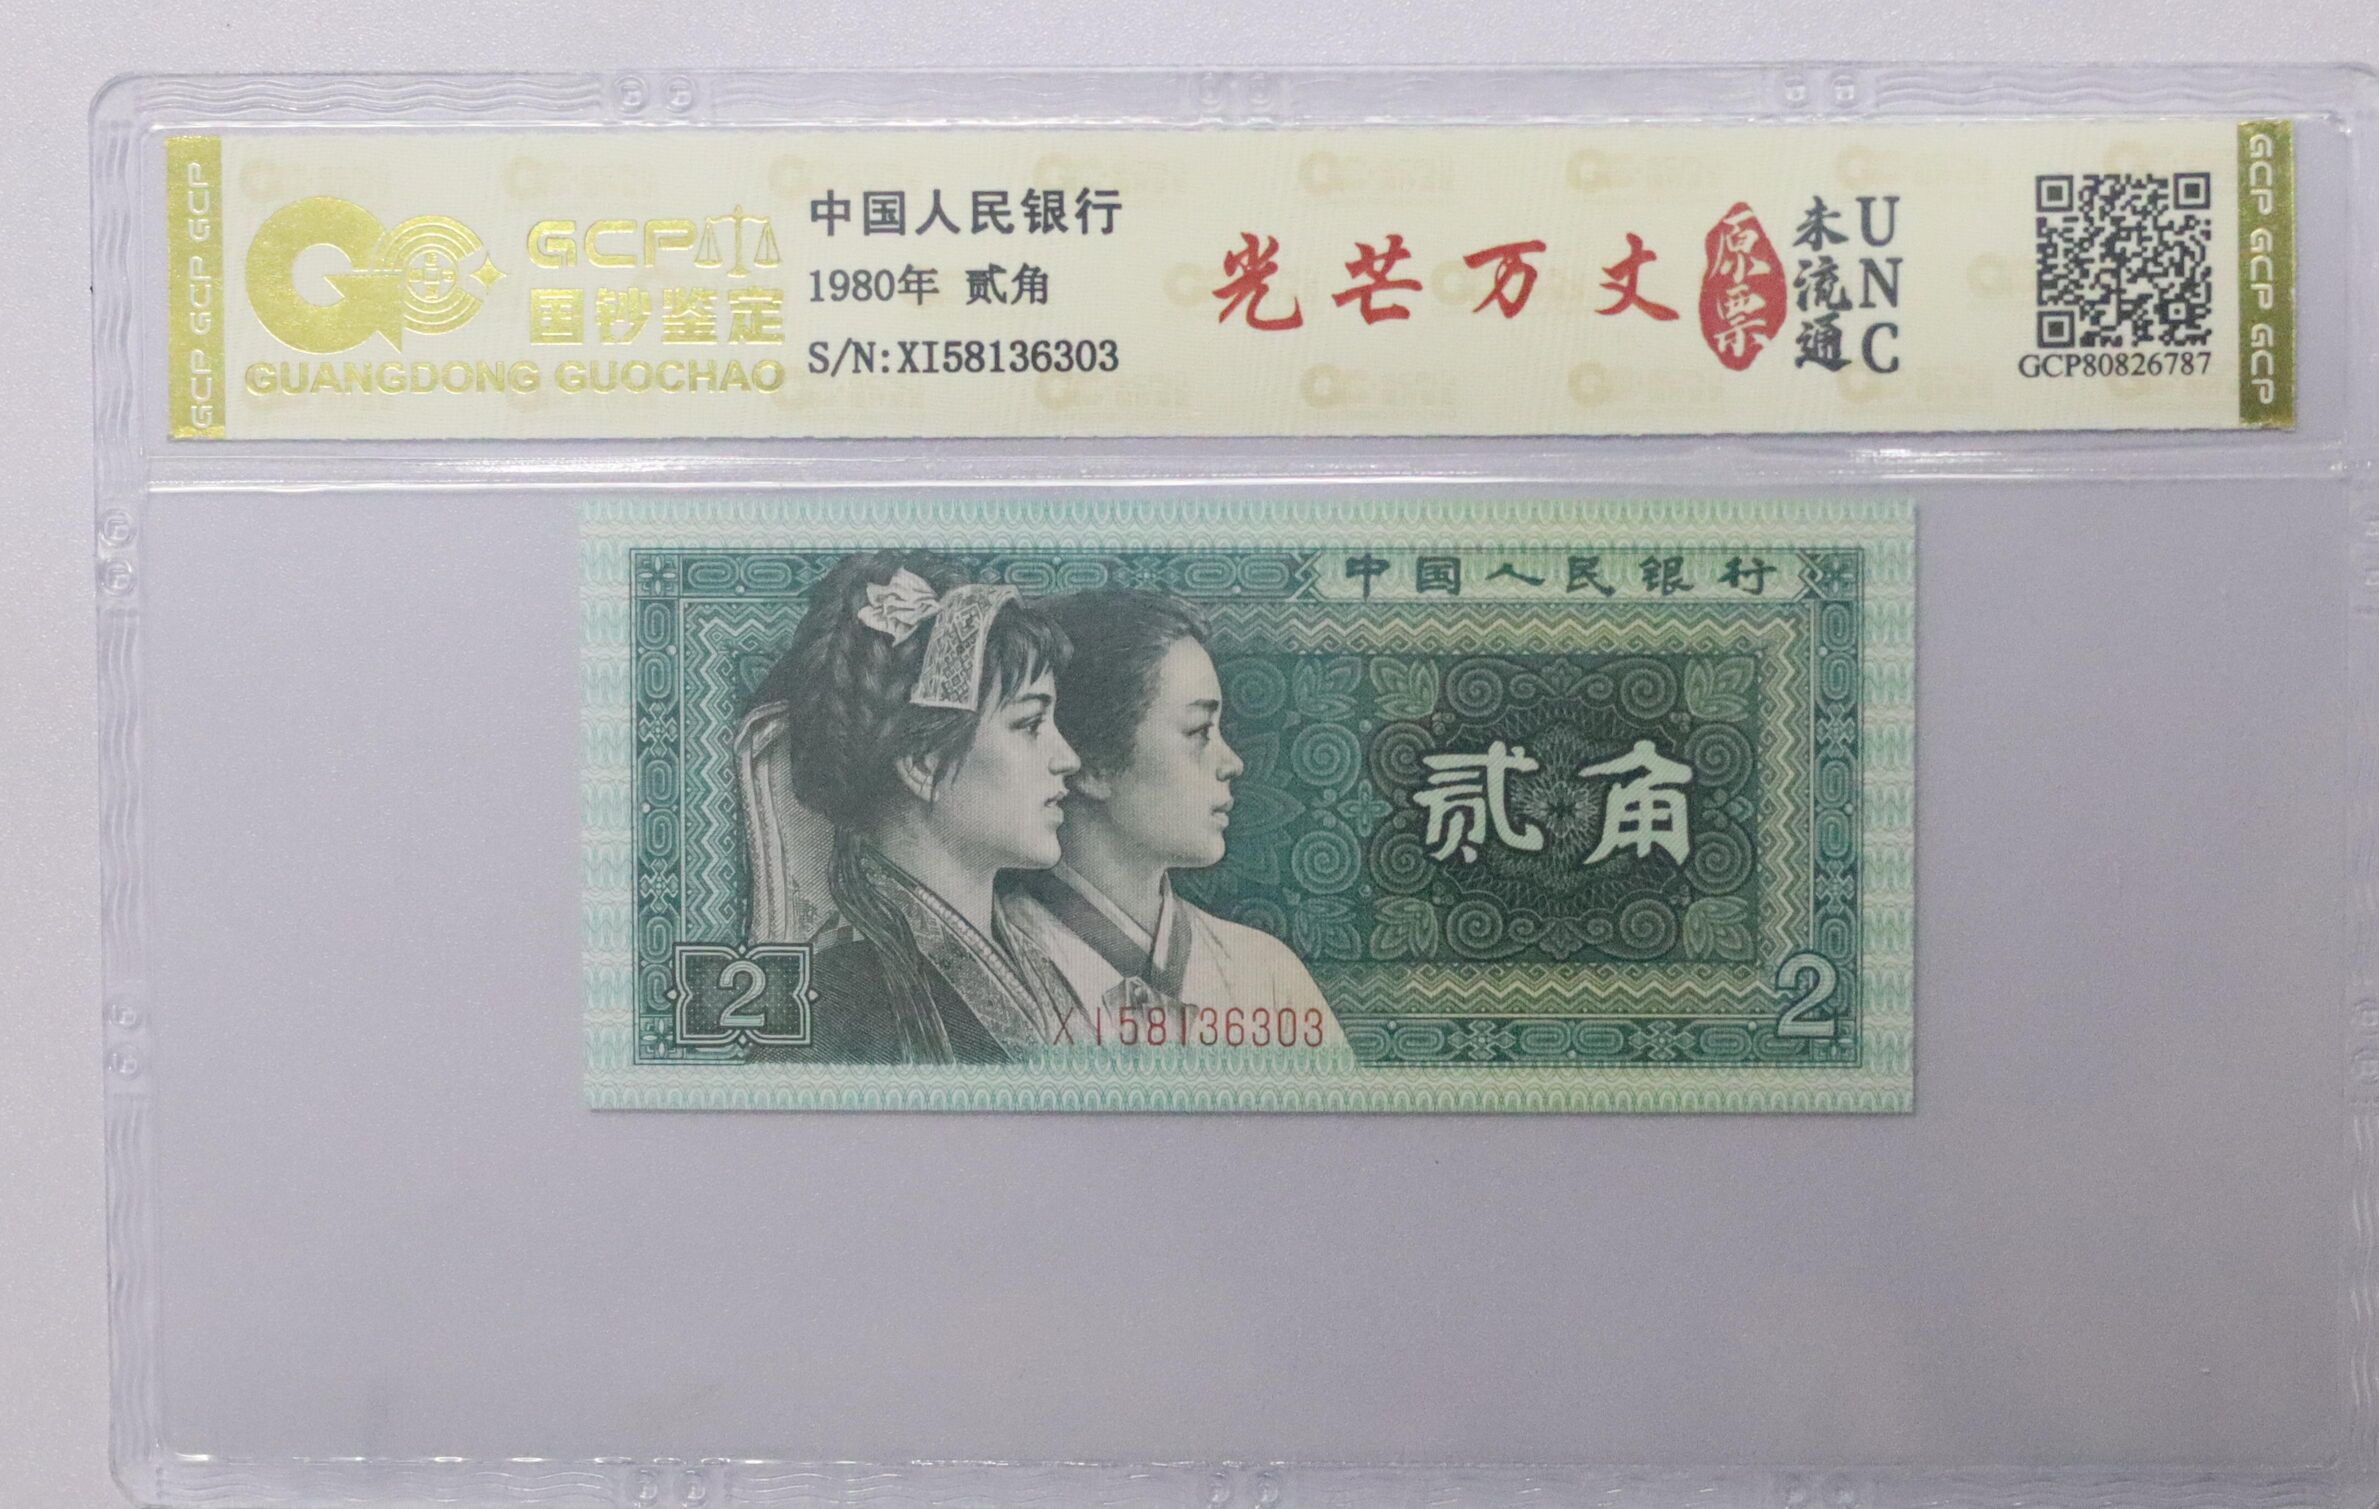 GCP GCP GCP
GCP
国钞鉴定
GUANGDONG GUOCHAO
中国人民银行
1980年 贰角
S/N:XI58136303
光芒万丈
原票
未流通
UNC
GCP80826787
GCP GCP GCP
中国人民银行
贰角
2
XI58136303
2